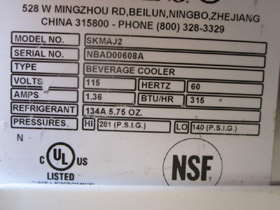 528 W MINGZHOU RD,BEILUN,NINGBO,ZHEJIANG
CHINA 315800 - PHONE (800) 328-3329
MODEL NO. SKMAJ2
SERIAL NO. NBAD00608A
TYPE BEVERAGE COOLER
VOLTS 115 HERTZ 60
AMPS 1.36 BTU/HR 315
REFRIGERANT 134A 5.75 OZ.
PRESSURES HI 281 (P.S.I.G.) LO 140 (P.S.I.G.)
N
C UL US
LISTED
NSF